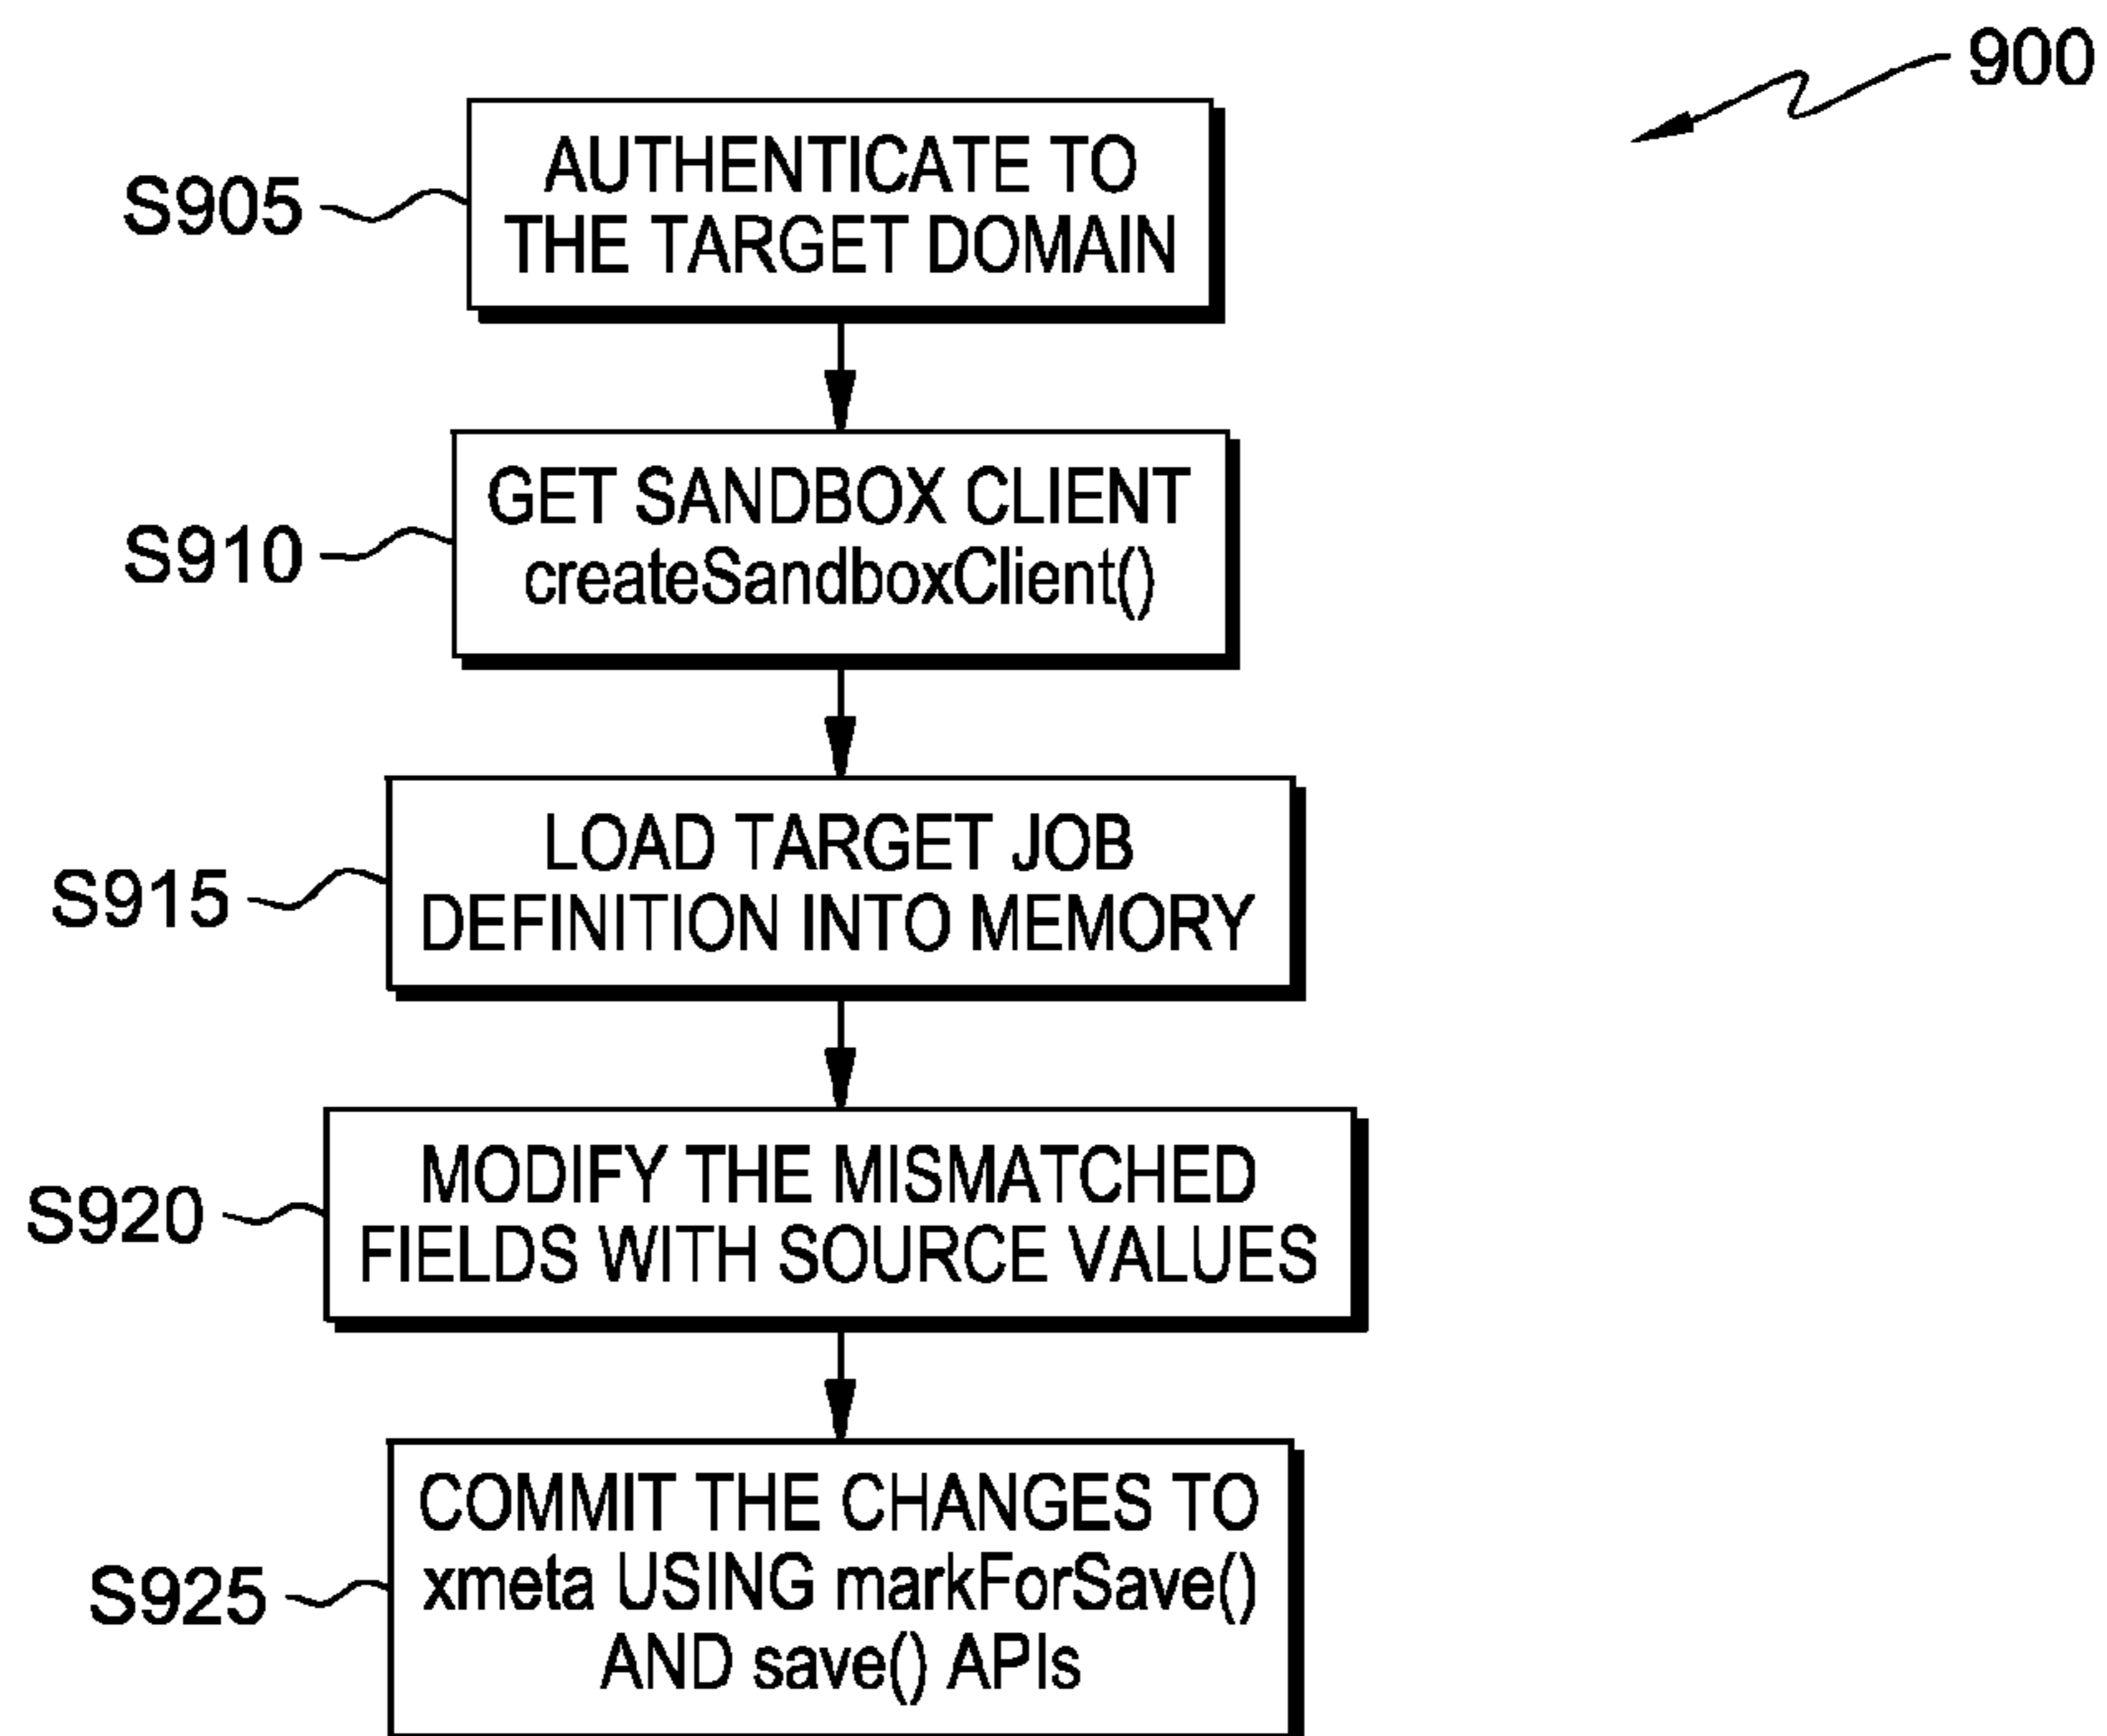 900
S905
AUTHENTICATE TO
THE TARGET DOMAIN
S910
GET SANDBOX CLIENT
createSandboxClient()
S915
LOAD TARGET JOB
DEFINITION INTO MEMORY
S920
MODIFY THE MISMATCHED
FIELDS WITH SOURCE VALUES
S925
COMMIT THE CHANGES TO
xmeta USING markForSave()
AND save() APIs